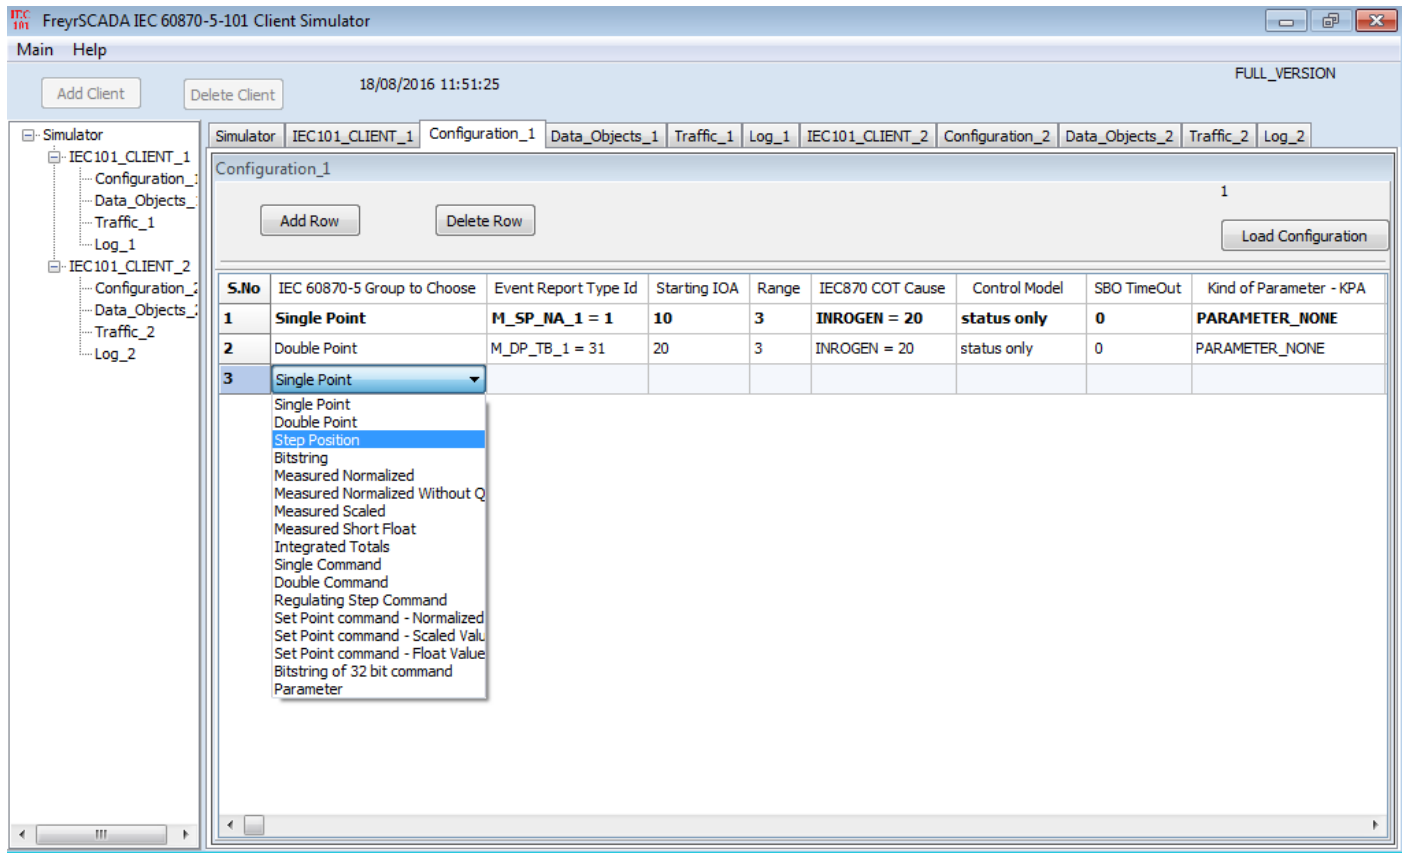 IEC
101 FreyrSCADA IEC 60870-5-101 Client Simulator
Main Help
Add Client Delete Client 18/08/2016 11:51:25 FULL_VERSION
Simulator
IEC101_CLIENT_1
Configuration_1
Data_Objects_
Traffic_1
Log_1
IEC101_CLIENT_2
Configuration_2
Data_Objects_2
Traffic_2
Log_2
Simulator IEC101_CLIENT_1 Configuration_1 Data_Objects_1 Traffic_1 Log_1 IEC101_CLIENT_2 Configuration_2 Data_Objects_2 Traffic_2 Log_2
Configuration_1
1
Add Row Delete Row Load Configuration
S.No IEC 60870-5 Group to Choose Event Report Type Id Starting IOA Range IEC870 COT Cause Control Model SBO TimeOut Kind of Parameter - KPA
1 Single Point M_SP_NA_1 = 1 10 3 INROGEN = 20 status only 0 PARAMETER_NONE
2 Double Point M_DP_TB_1 = 31 20 3 INROGEN = 20 status only 0 PARAMETER_NONE
3 Single Point
Single Point
Double Point
Step Position
Bitstring
Measured Normalized
Measured Normalized Without Q
Measured Scaled
Measured Short Float
Integrated Totals
Single Command
Double Command
Regulating Step Command
Set Point command - Normalized
Set Point command - Scaled Valu
Set Point command - Float Value
Bitstring of 32 bit command
Parameter